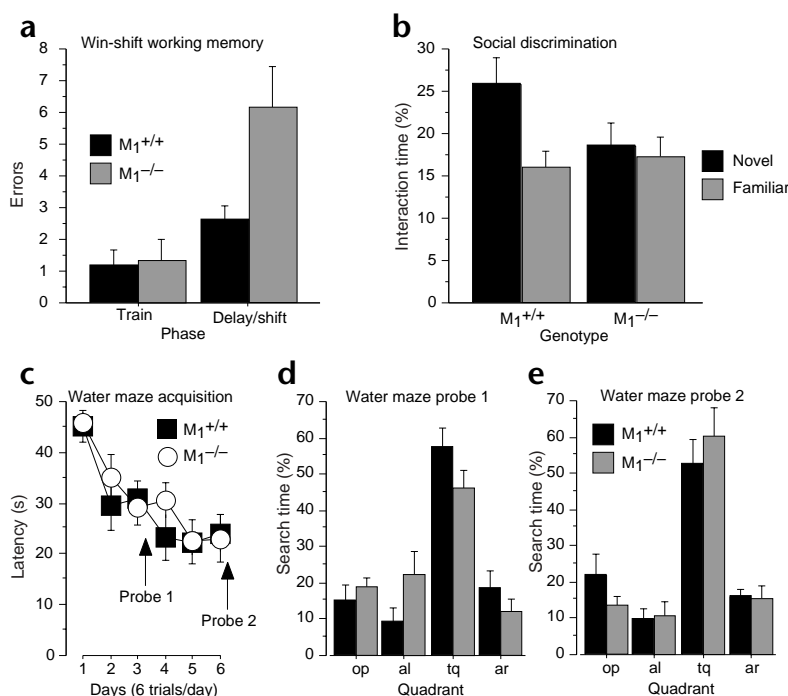 a
Win-shift working memory
8
7
6
5
4
3
2
1
0
Errors
M1+/+
M1–/–
Train
Delay/shift
Phase
b
Social discrimination
30
25
20
15
10
5
0
Interaction time (%)
Novel
Familiar
M1+/+
M1–/–
Genotype
c
Water maze acquisition
50
40
30
20
10
0
Latency (s)
M1+/+
M1–/–
Probe 1
Probe 2
1 2 3 4 5 6
Days (6 trials/day)
d
Water maze probe 1
70
60
50
40
30
20
10
0
Search time (%)
op al tq ar
Quadrant
e
Water maze probe 2
70
60
50
40
30
20
10
0
Search time (%)
M1+/+
M1–/–
op al tq ar
Quadrant